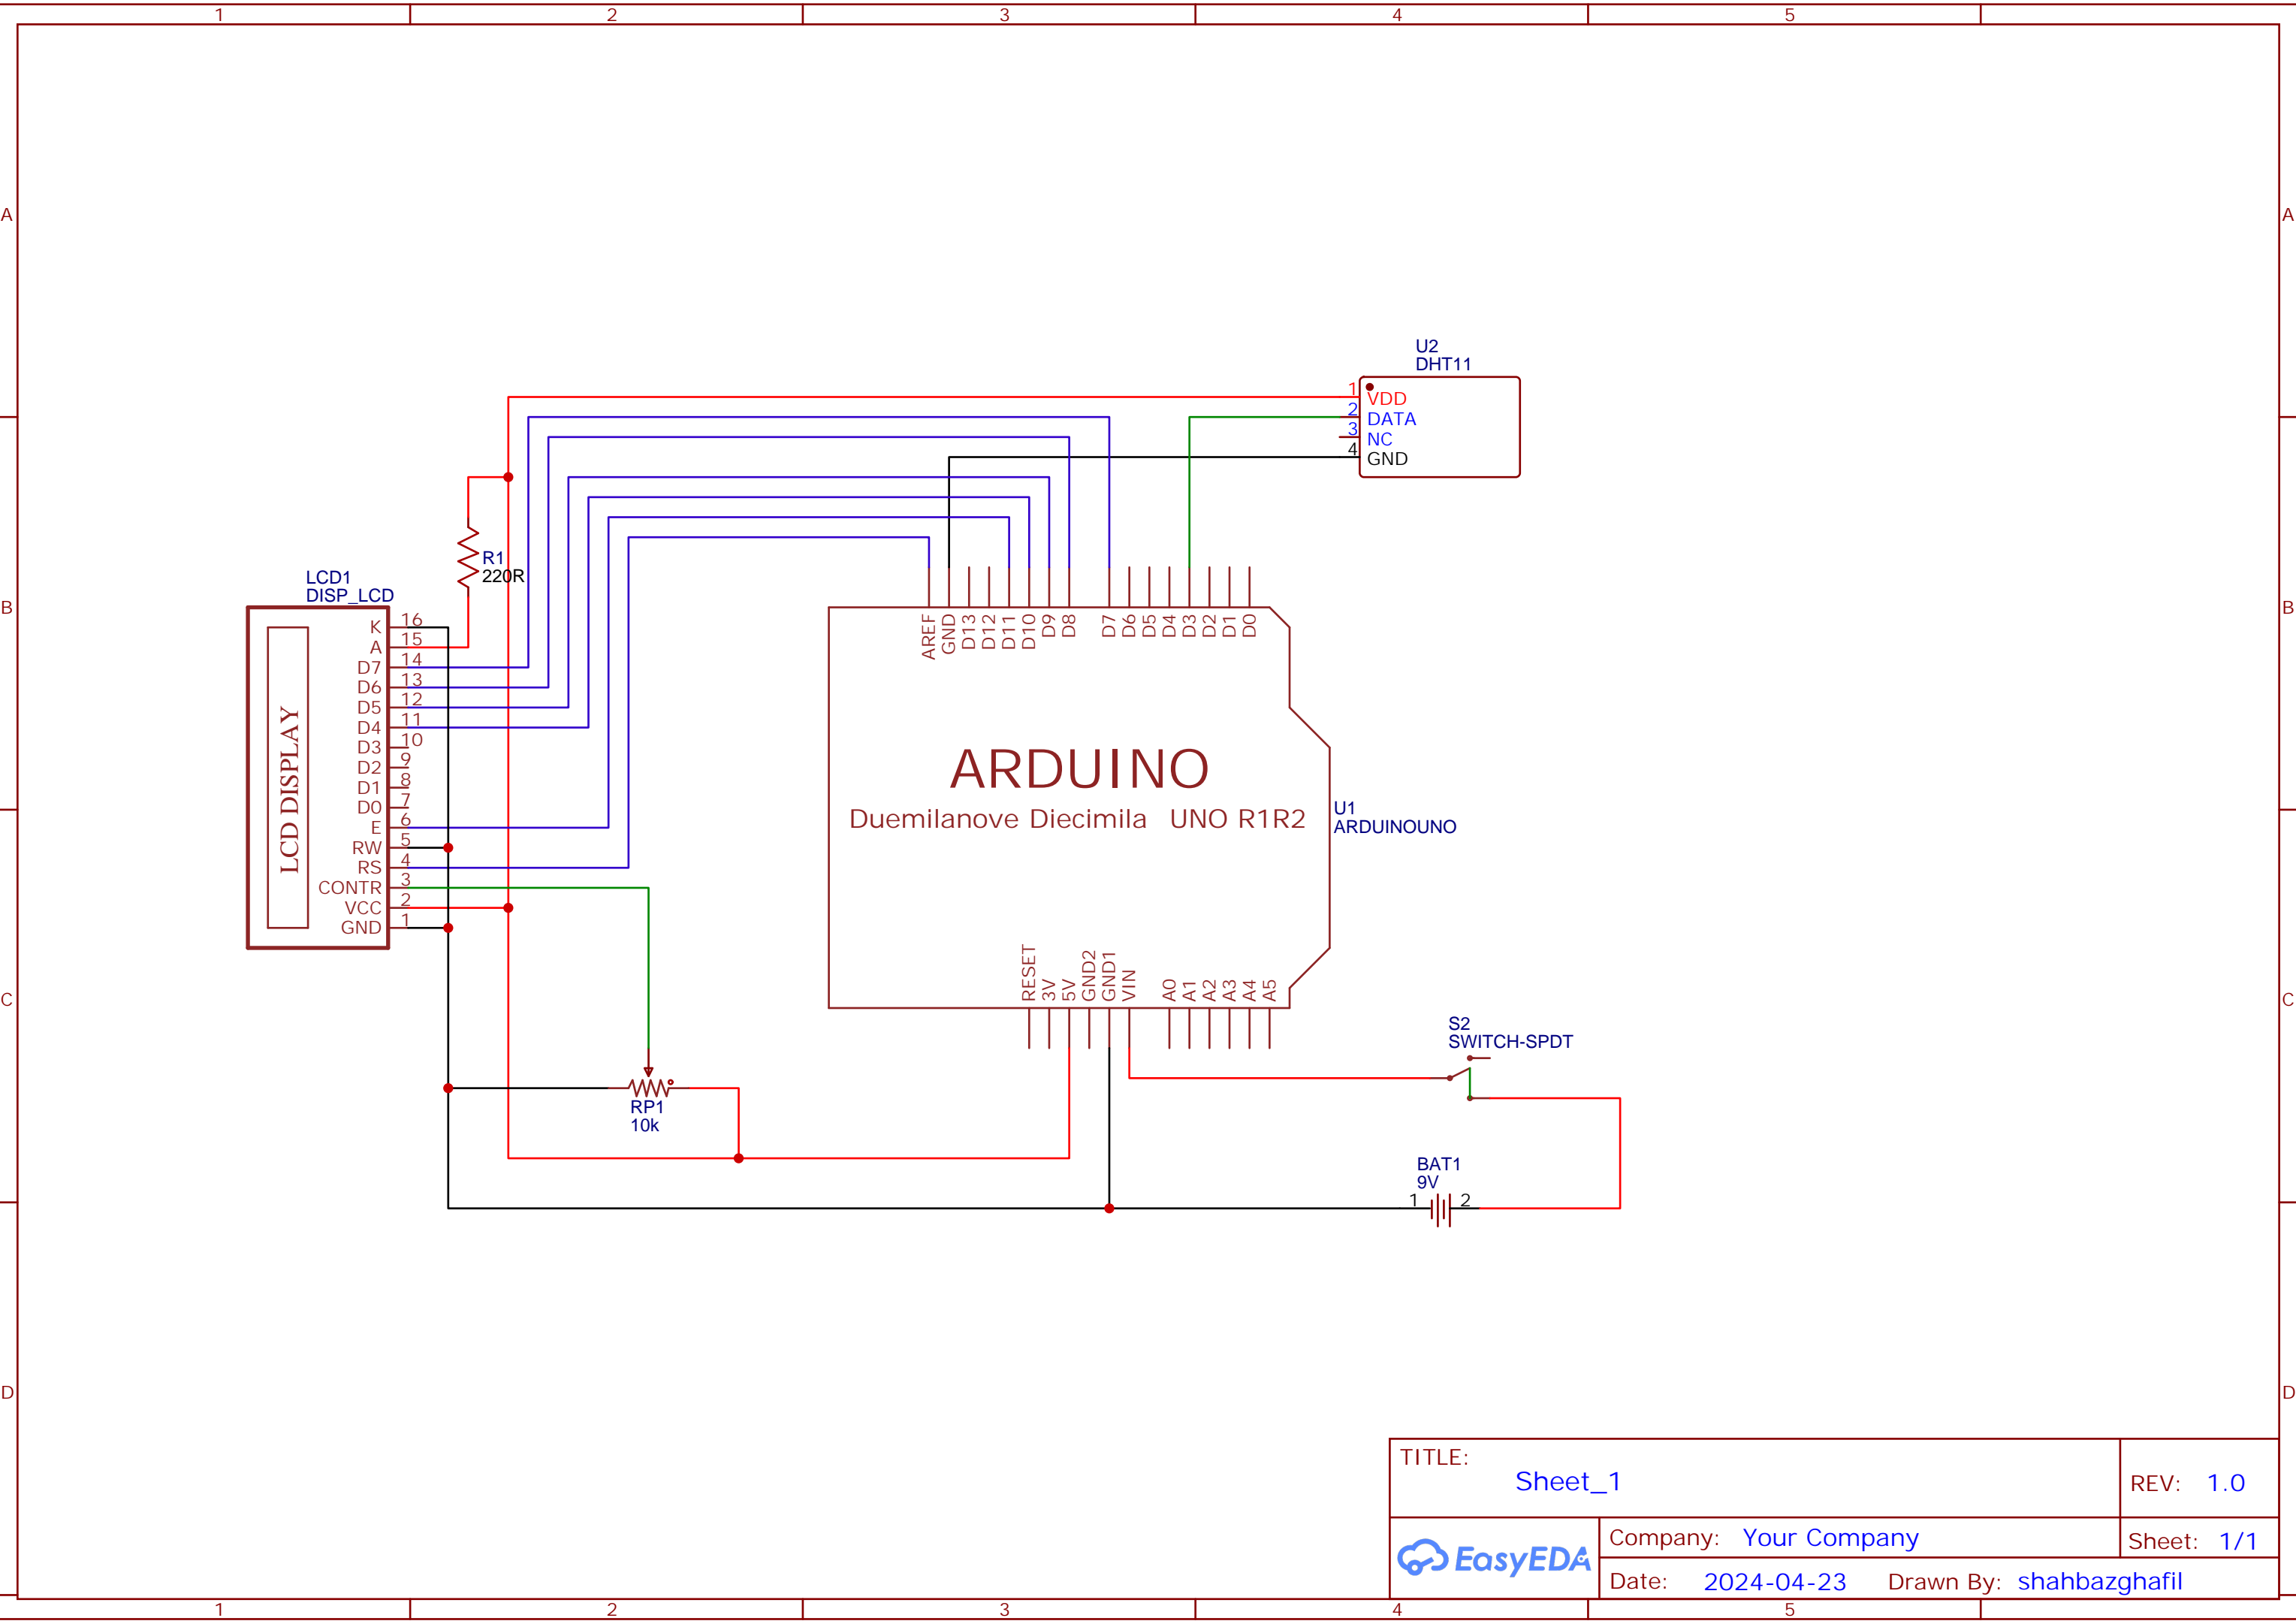 1 2 3 4 5
A A
U2
DHT11
1 VDD
2 DATA
3 NC
4 GND
R1
220R
LCD1
DISP_LCD
B B
LCD DISPLAY
K 16
A 15
D7 14
D6 13
D5 12
D4 11
D3 10
D2 9
D1 8
D0 7
E 6
RW 5
RS 4
CONTR 3
VCC 2
GND 1
AREF GND D13 D12 D11 D10 D9 D8 D7 D6 D5 D4 D3 D2 D1 D0
ARDUINO
Duemilanove Diecimila UNO R1R2
U1
ARDUINOUNO
RESET 3V 5V GND2 GND1 VIN A0 A1 A2 A3 A4 A5
C C
S2
SWITCH-SPDT
RP1
10k
BAT1
9V
1 2
D D
TITLE:
Sheet_1
REV: 1.0
EasyEDA
Company: Your Company
Sheet: 1/1
Date: 2024-04-23 Drawn By: shahbazghafil
1 2 3 4 5